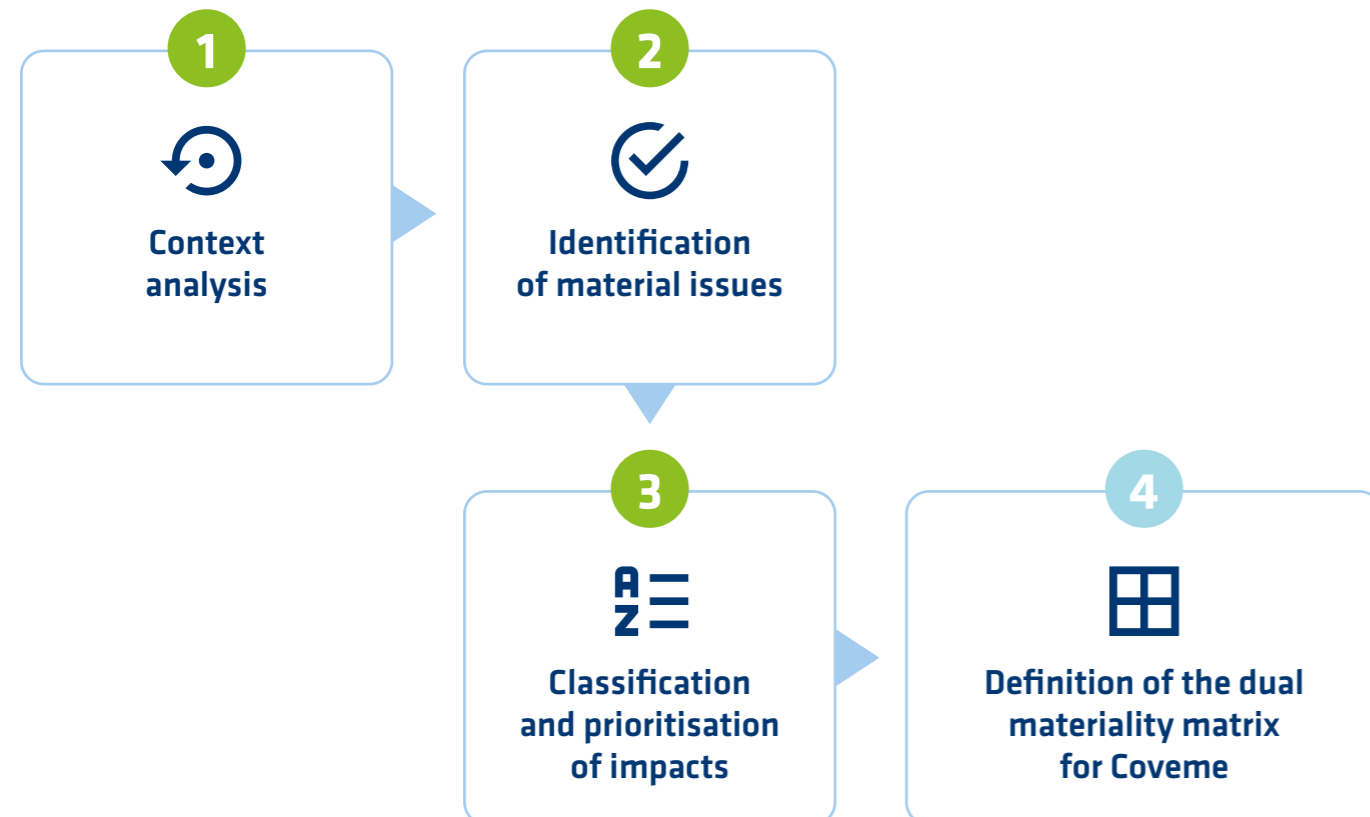 1
Context
analysis
2
Identification
of material issues
3
A
Z
Classification
and prioritisation
of impacts
4
Definition of the dual
materiality matrix
for Coveme